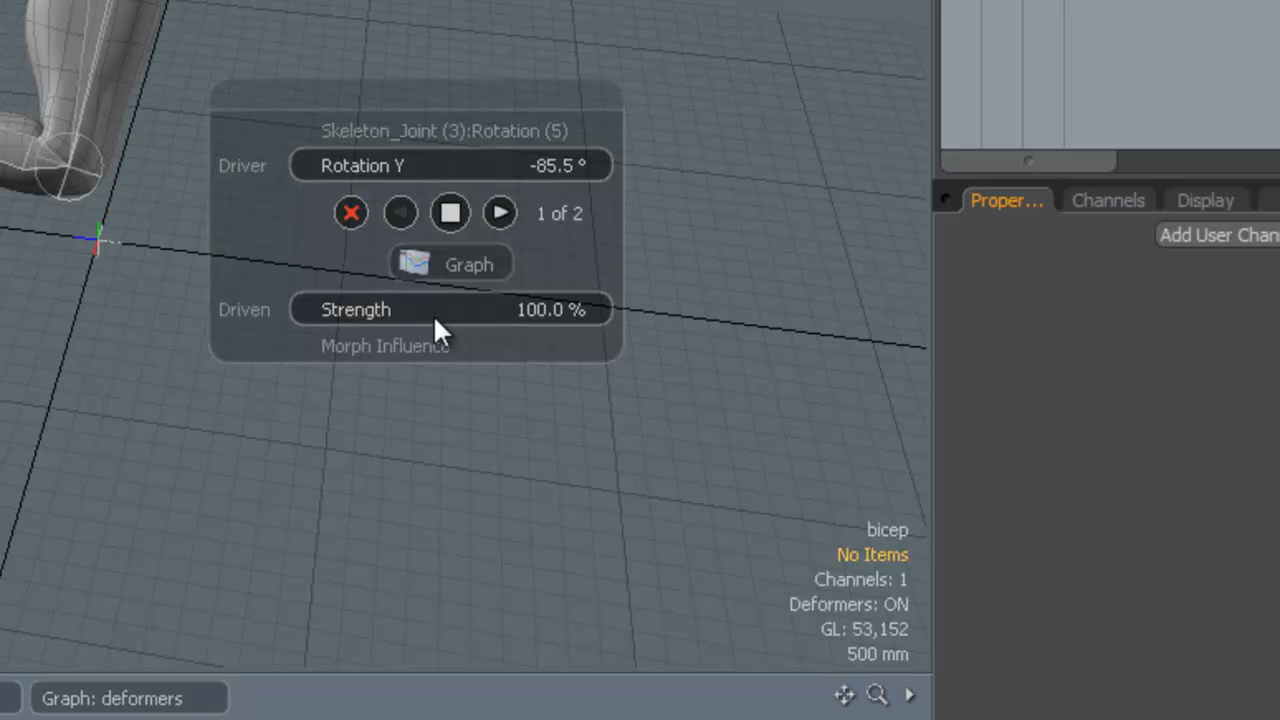 Skeleton_Joint (3):Rotation (5)
Driver Rotation Y -85.5 °
1 of 2
Graph
Driven Strength 100.0 %
Morph Influence
Proper... Channels Display
Add User Chan
bicep
No Items
Channels: 1
Deformers: ON
GL: 53,152
500 mm
Graph: deformers